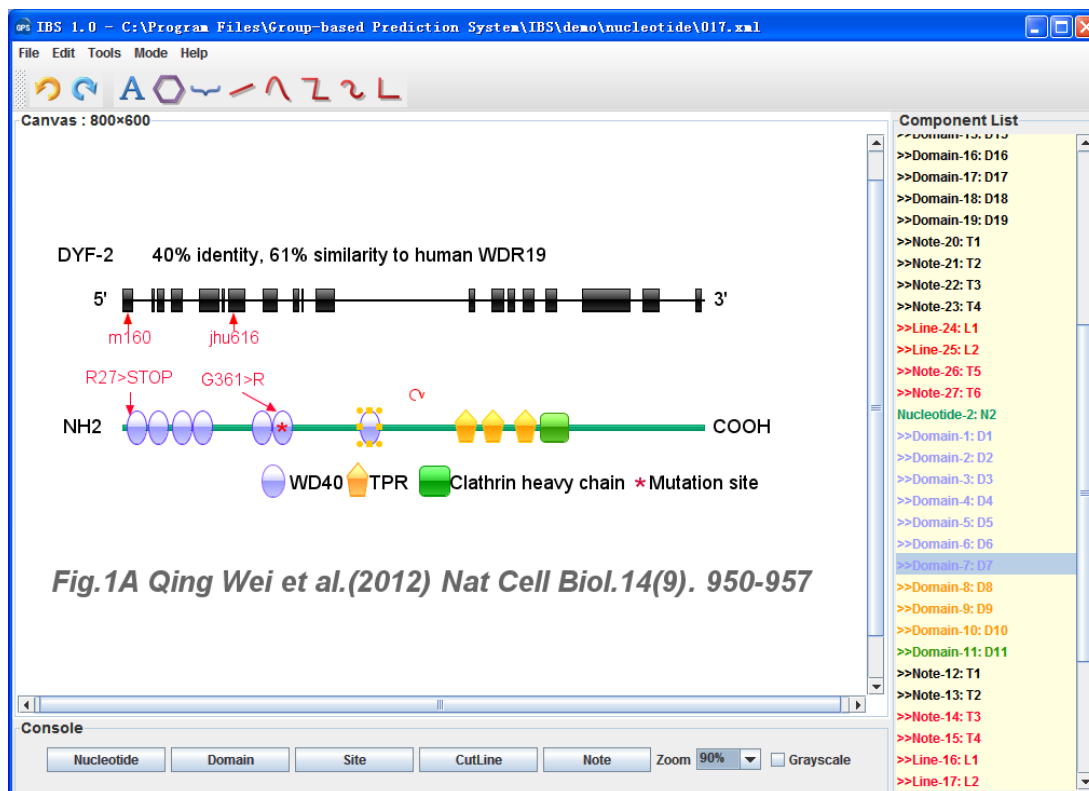 GPS IBS 1.0 - C:\Program Files\Group-based Prediction System\IBS\demo\nucleotide\017.xml
File Edit Tools Mode Help
A
Canvas : 800×600
DYF-2 40% identity, 61% similarity to human WDR19
5' 3'
m160 jhu616
R27>STOP G361>R
*
NH2 COOH
WD40 TPR Clathrin heavy chain * Mutation site
Fig.1A Qing Wei et al.(2012) Nat Cell Biol.14(9). 950-957
Console
Nucleotide Domain Site CutLine Note Zoom 90% Grayscale
Component List
>>Domain-15: D15
>>Domain-16: D16
>>Domain-17: D17
>>Domain-18: D18
>>Domain-19: D19
>>Note-20: T1
>>Note-21: T2
>>Note-22: T3
>>Note-23: T4
>>Line-24: L1
>>Line-25: L2
>>Note-26: T5
>>Note-27: T6
Nucleotide-2: N2
>>Domain-1: D1
>>Domain-2: D2
>>Domain-3: D3
>>Domain-4: D4
>>Domain-5: D5
>>Domain-6: D6
>>Domain-7: D7
>>Domain-8: D8
>>Domain-9: D9
>>Domain-10: D10
>>Domain-11: D11
>>Note-12: T1
>>Note-13: T2
>>Note-14: T3
>>Note-15: T4
>>Line-16: L1
>>Line-17: L2